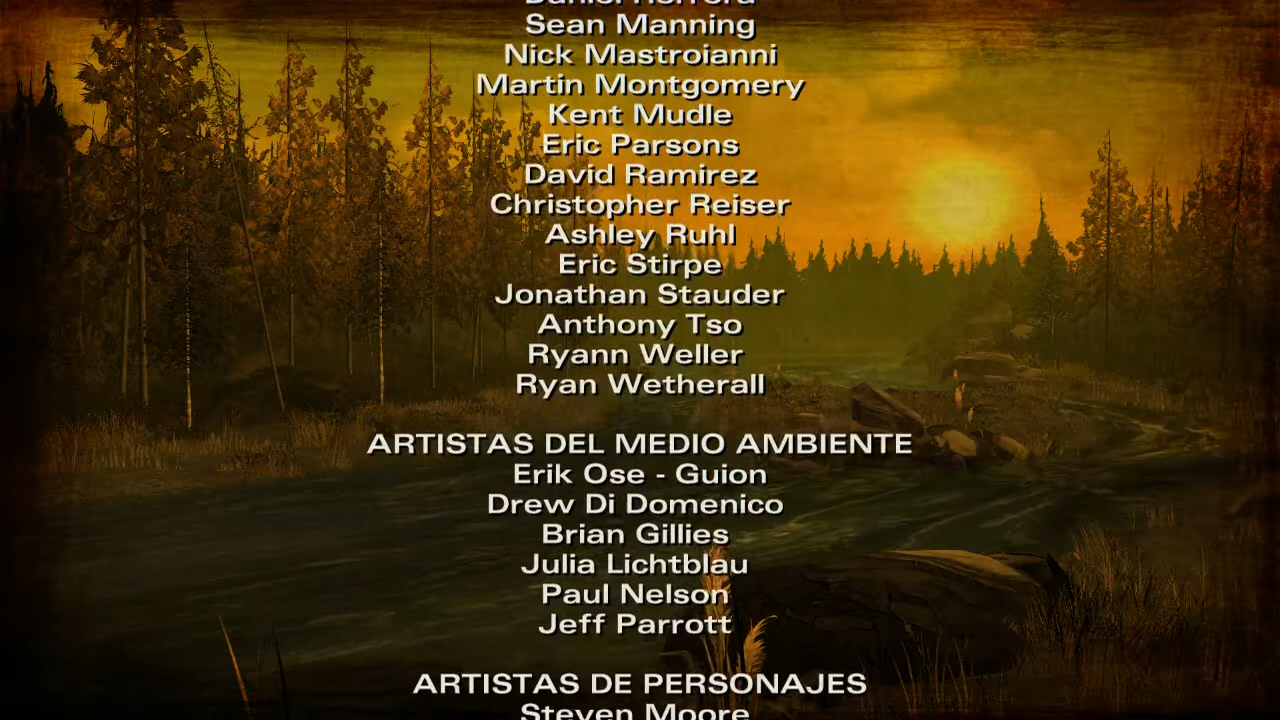 Daniel Herrera
Sean Manning
Nick Mastroianni
Martin Montgomery
Kent Mudle
Eric Parsons
David Ramirez
Christopher Reiser
Ashley Ruhl
Eric Stirpe
Jonathan Stauder
Anthony Tso
Ryann Weller
Ryan Wetherall
ARTISTAS DEL MEDIO AMBIENTE
Erik Ose - Guion
Drew Di Domenico
Brian Gillies
Julia Lichtblau
Paul Nelson
Jeff Parrott
ARTISTAS DE PERSONAJES
Steven Moore